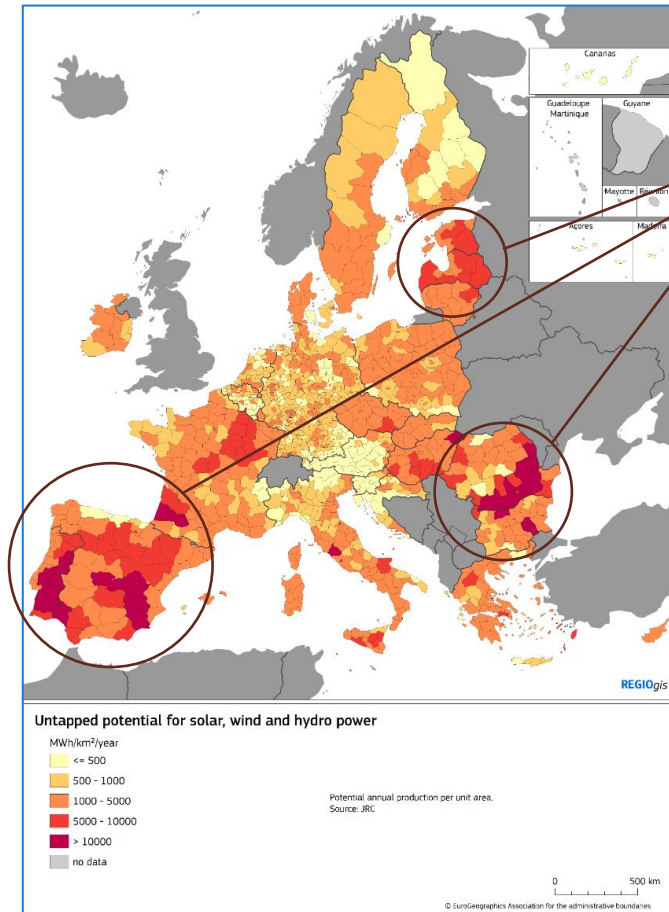 Canarias
Guadeloupe
Martinique
Guyane
Mayotte
Réunion
Açores
Madeira
REGIOgis
Untapped potential for solar, wind and hydro power
MWh/km²/year
<= 500
500 - 1000
1000 - 5000
5000 - 10000
> 10000
no data
Potential annual production per unit area.
Source: JRC
0 500 km
© EuroGeographics Association for the administrative boundaries